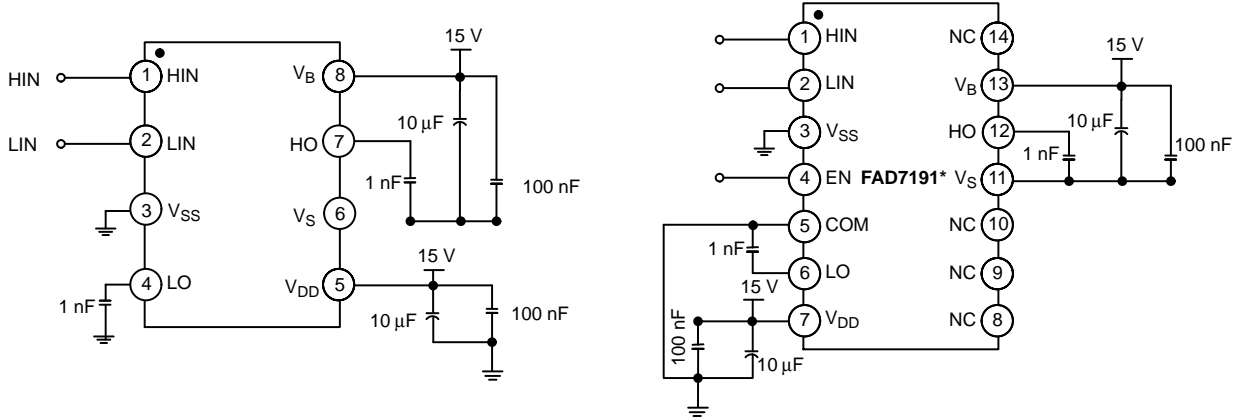 15 V
HIN
1
HIN
V_B
8
10 µF
100 nF
LIN
2
LIN
HO
7
1 nF
3
V_SS
V_S
6
4
LO
1 nF
15 V
V_DD
5
10 µF
100 nF
1
HIN
NC
14
15 V
2
LIN
V_B
13
10 µF
100 nF
3
V_SS
HO
12
1 nF
4
EN
FAD7191*
V_S
11
5
COM
NC
10
1 nF
6
LO
NC
9
15 V
7
V_DD
NC
8
100 nF
10 µF